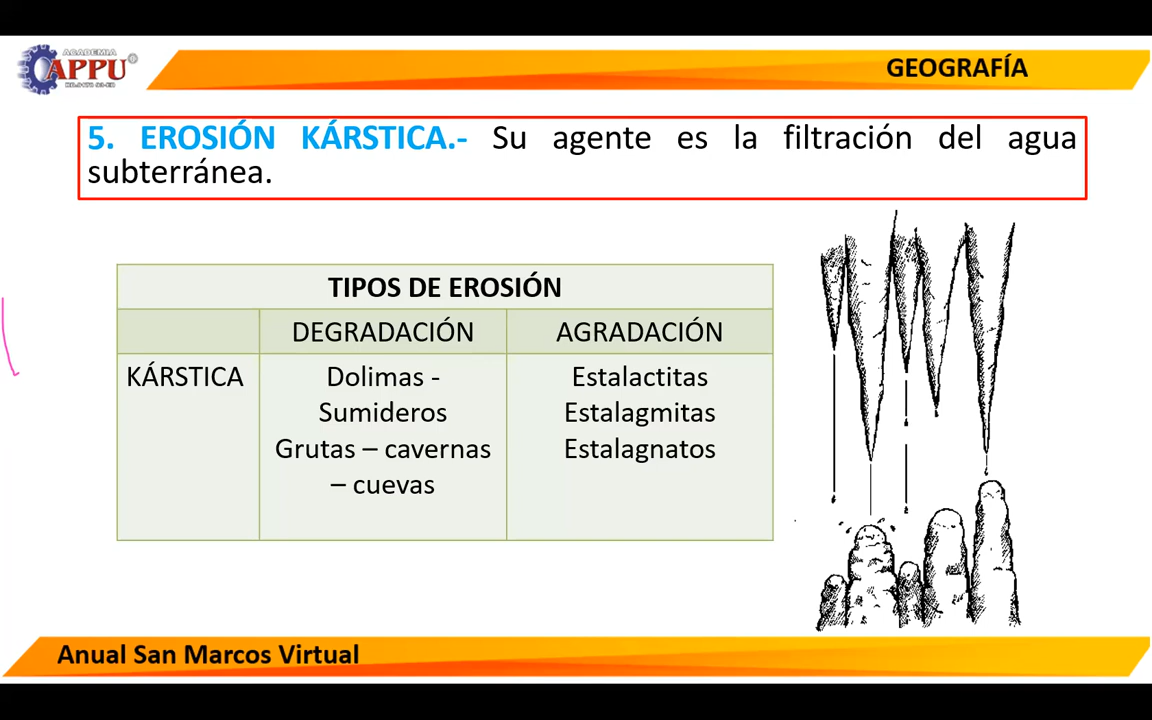 ACADEMIA
APPU
GEOGRAFÍA
5. EROSIÓN KÁRSTICA.- Su agente es la filtración del agua
subterránea.
TIPOS DE EROSIÓN
DEGRADACIÓN AGRADACIÓN
KÁRSTICA Dolimas - Estalactitas
Sumideros Estalagmitas
Grutas – cavernas Estalagnatos
– cuevas
Anual San Marcos Virtual